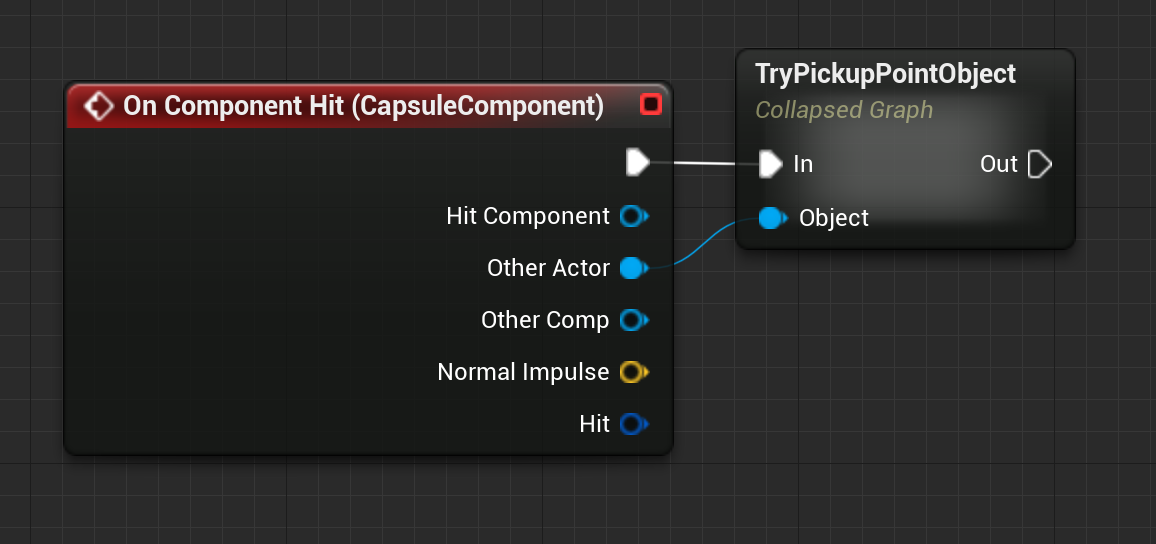 On Component Hit (CapsuleComponent)
Hit Component
Other Actor
Other Comp
Normal Impulse
Hit
TryPickupPointObject
Collapsed Graph
In
Out
Object